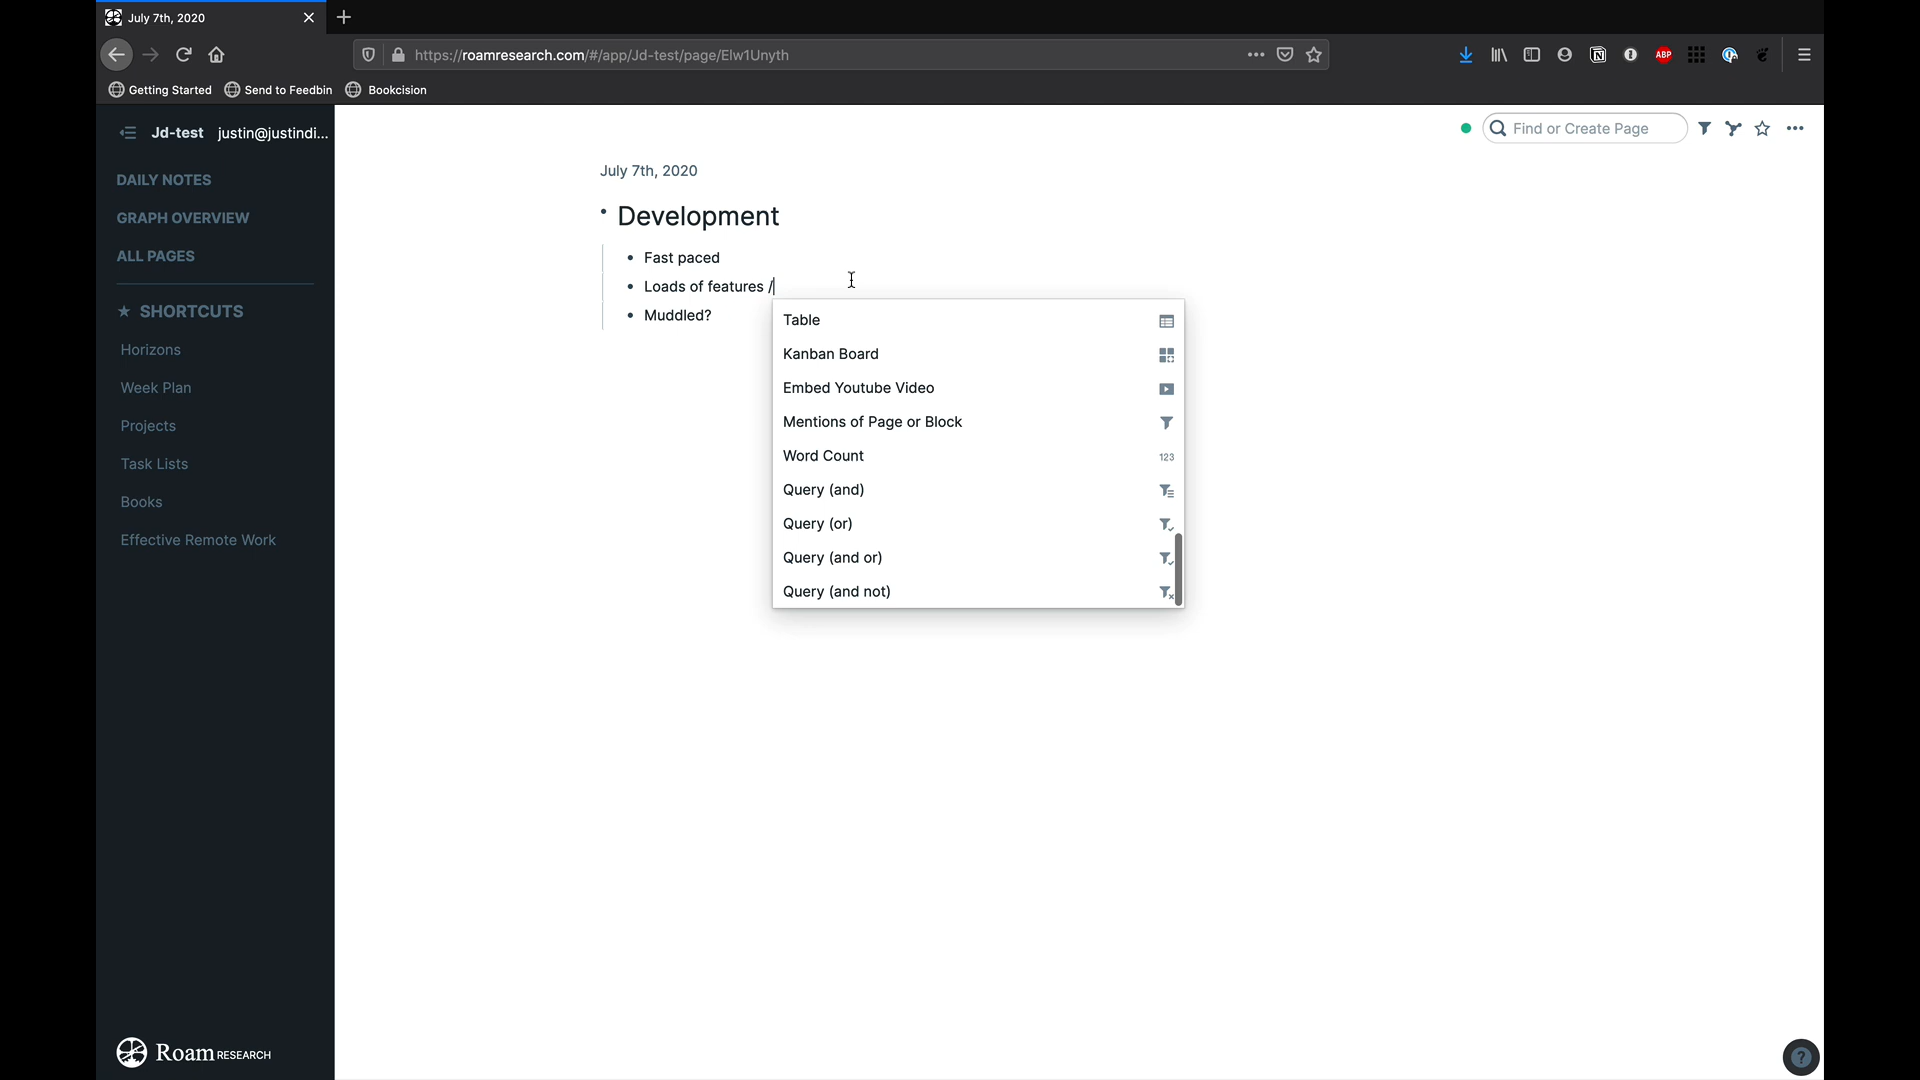 July 7th, 2020
https://roamresearch.com/#/app/Jd-test/page/Elw1Unyth
ABP
Getting Started Send to Feedbin Bookcision
Jd-test justin@justindi...
Find or Create Page
DAILY NOTES
GRAPH OVERVIEW
ALL PAGES
SHORTCUTS
Horizons
Week Plan
Projects
Task Lists
Books
Effective Remote Work
July 7th, 2020
Development
Fast paced
Loads of features /
Muddled?
Table
Kanban Board
Embed Youtube Video
Mentions of Page or Block
Word Count 123
Query (and)
Query (or)
Query (and or)
Query (and not)
Roam RESEARCH
?